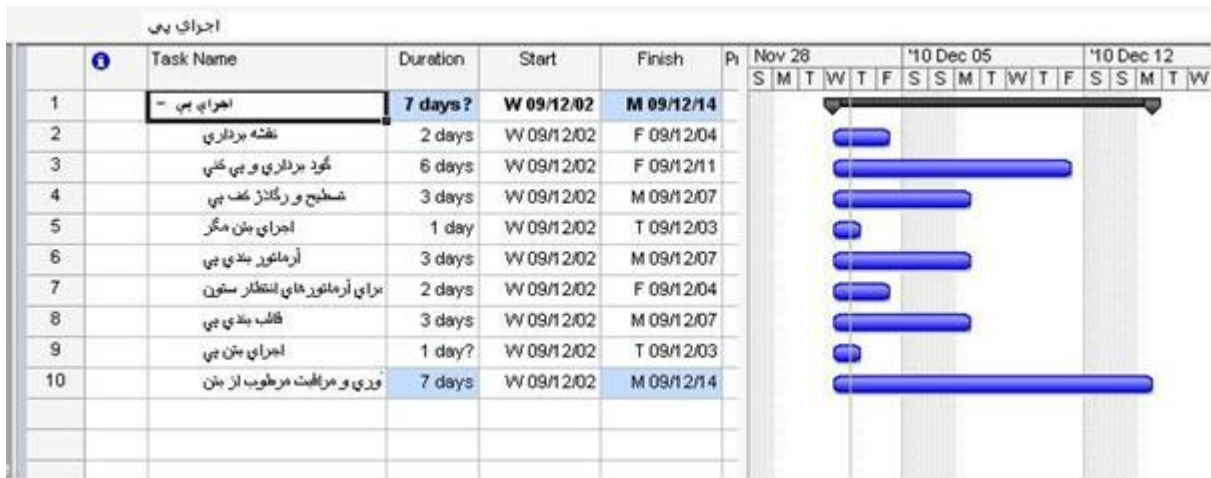 اجراي پي
Task Name Duration Start Finish Nov 28 '10 Dec 05 '10 Dec 12
S M T W T F S S M T W T F S S M T W
1 اجراي پي − 7 days? W 09/12/02 M 09/12/14
2 نقشه برداري 2 days W 09/12/02 F 09/12/04
3 گود برداري و پي كني 6 days W 09/12/02 F 09/12/11
4 تسطيح و رگلاژ كف پي 3 days W 09/12/02 M 09/12/07
5 اجراي بتن مگر 1 day W 09/12/02 T 09/12/03
6 آرماتور بندي پي 3 days W 09/12/02 M 09/12/07
7 آرماتور هاي انتظار ستون 2 days W 09/12/02 F 09/12/04
8 قالب بندي پي 3 days W 09/12/02 M 09/12/07
9 اجراي بتن پي 1 day? W 09/12/02 T 09/12/03
10 آوري و مراقبت مرطوب از بتن 7 days W 09/12/02 M 09/12/14